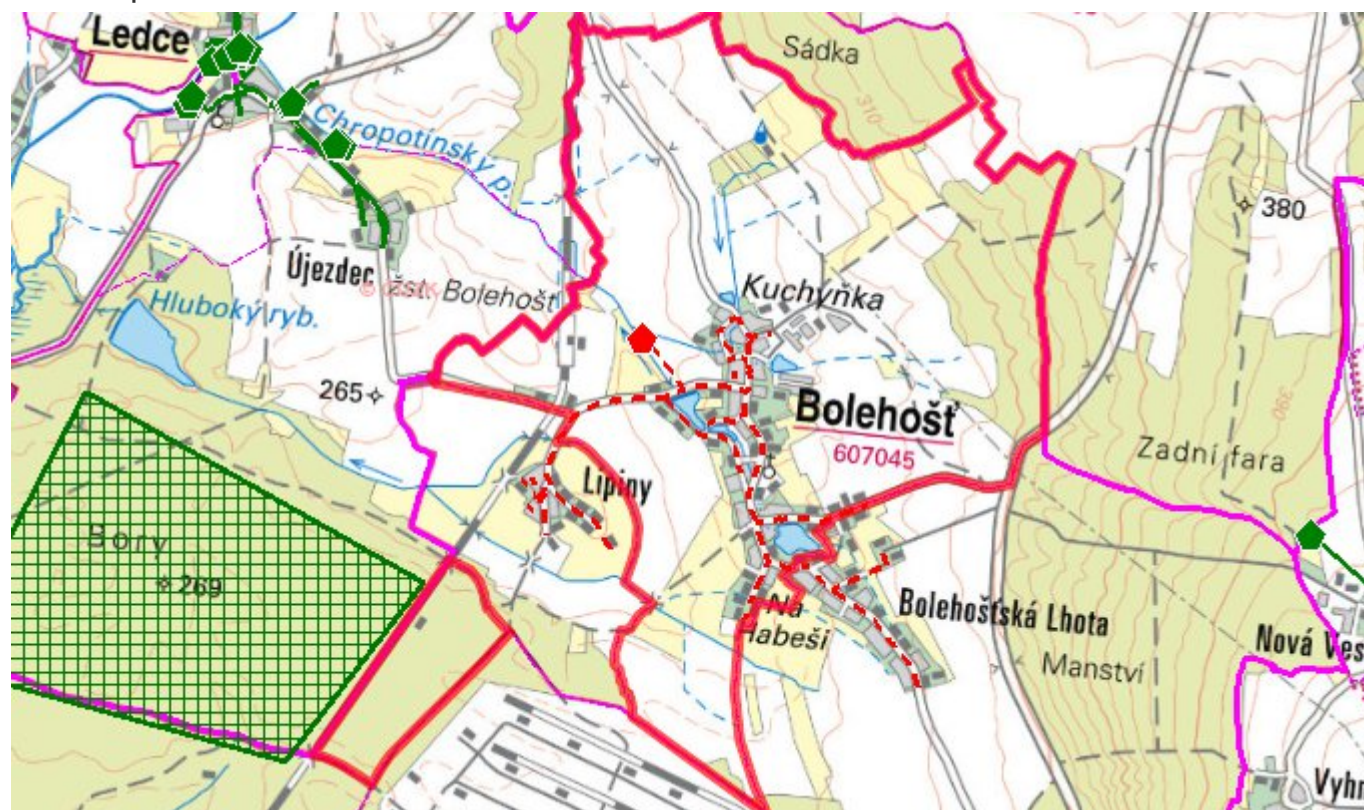 Ledce
Sádka
310
Chropotínský p.
380
Kuchyňka
Újezdec
žst. Bolehošť
Hluboký ryb.
265
Bolehošť
607045
390
Zadní fara
Lipiny
Bory
269
Na
Habeši
Bolehošťská Lhota
Manství
Nová Ves
Vyhn